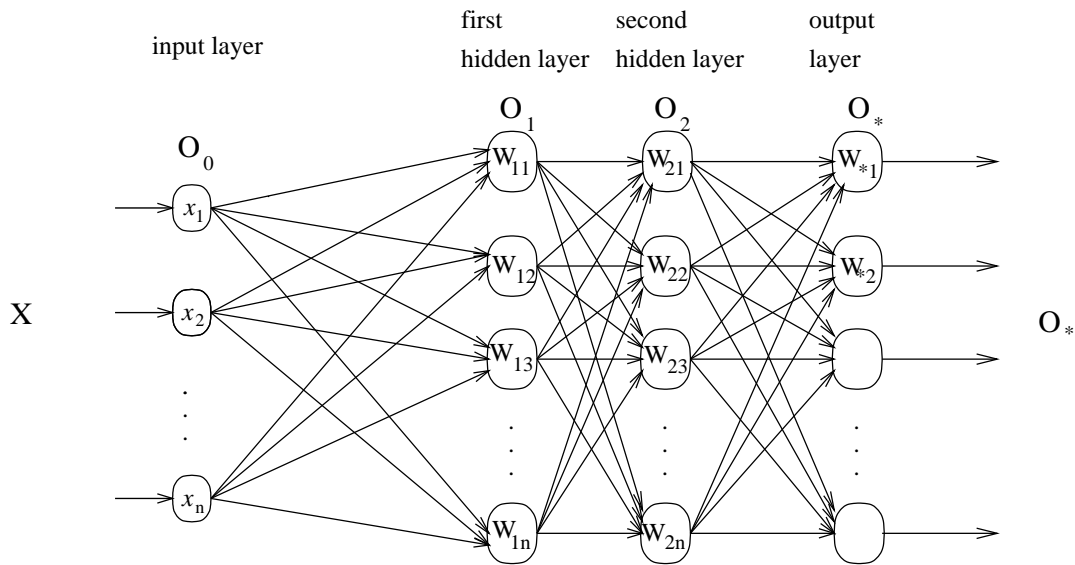 first
hidden layer
second
hidden layer
output
layer
input layer
O₁
O₂
O*
O₀
W₁₁
W₂₁
W*₁
x₁
W₁₂
W₂₂
W*₂
X
x₂
O*
W₁₃
W₂₃
xₙ
W₁ₙ
W₂ₙ